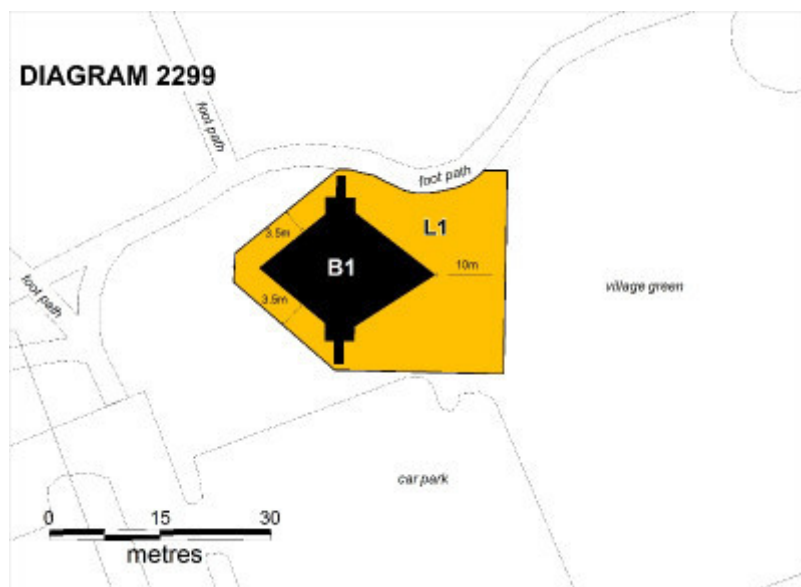 DIAGRAM 2299
foot path
foot path
L1
3.5m
B1
10m
3.5m
foot path
village green
car park
0 15 30
metres